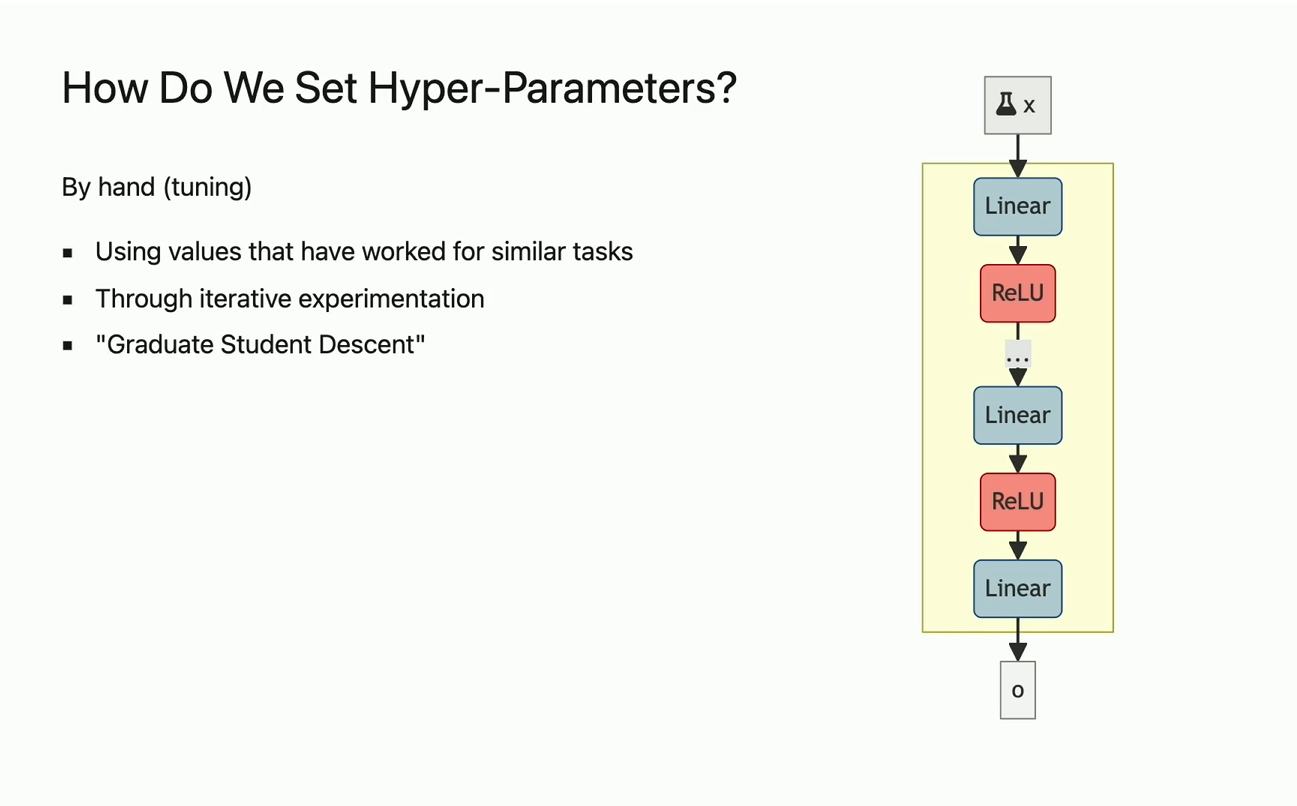 How Do We Set Hyper-Parameters?
By hand (tuning)
▪ Using values that have worked for similar tasks
▪ Through iterative experimentation
▪ "Graduate Student Descent"
x
Linear
ReLU
...
Linear
ReLU
Linear
o